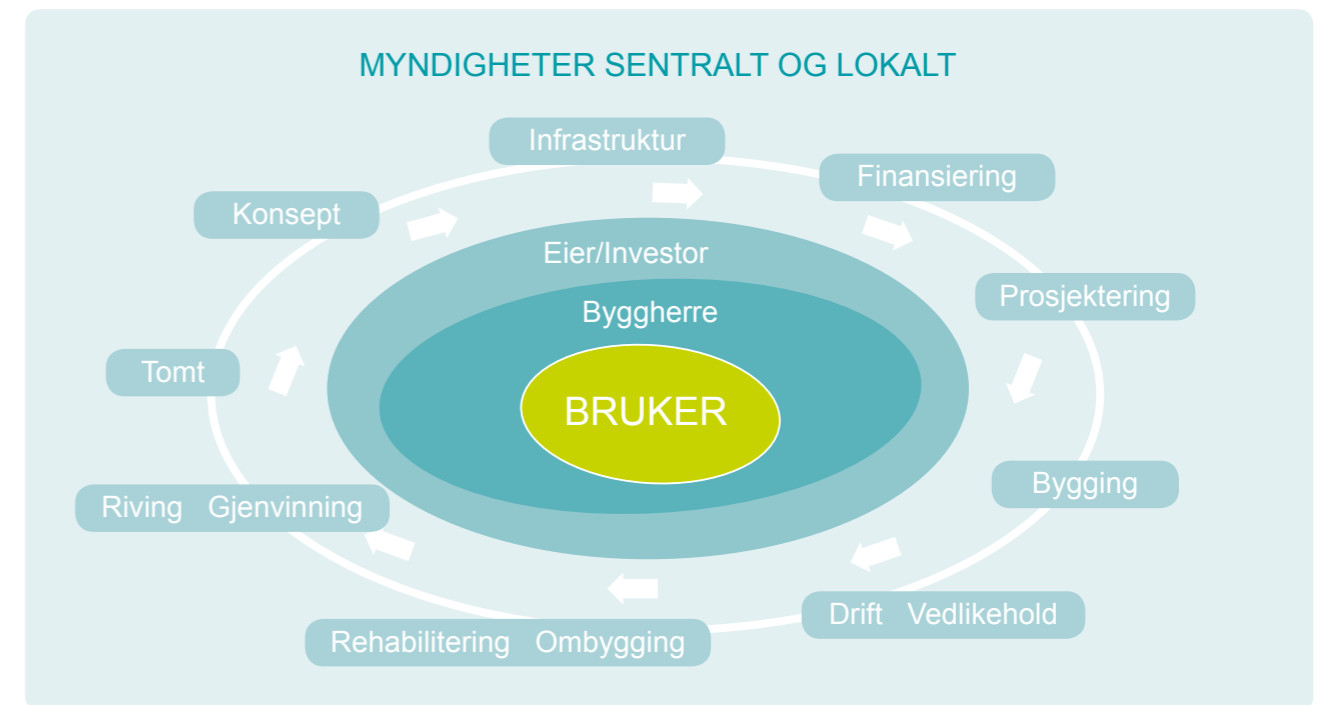 MYNDIGHETER SENTRALT OG LOKALT
Infrastruktur
Finansiering
Konsept
Eier/Investor
Prosjektering
Byggherre
Tomt
BRUKER
Bygging
Riving Gjenvinning
Drift Vedlikehold
Rehabilitering Ombygging